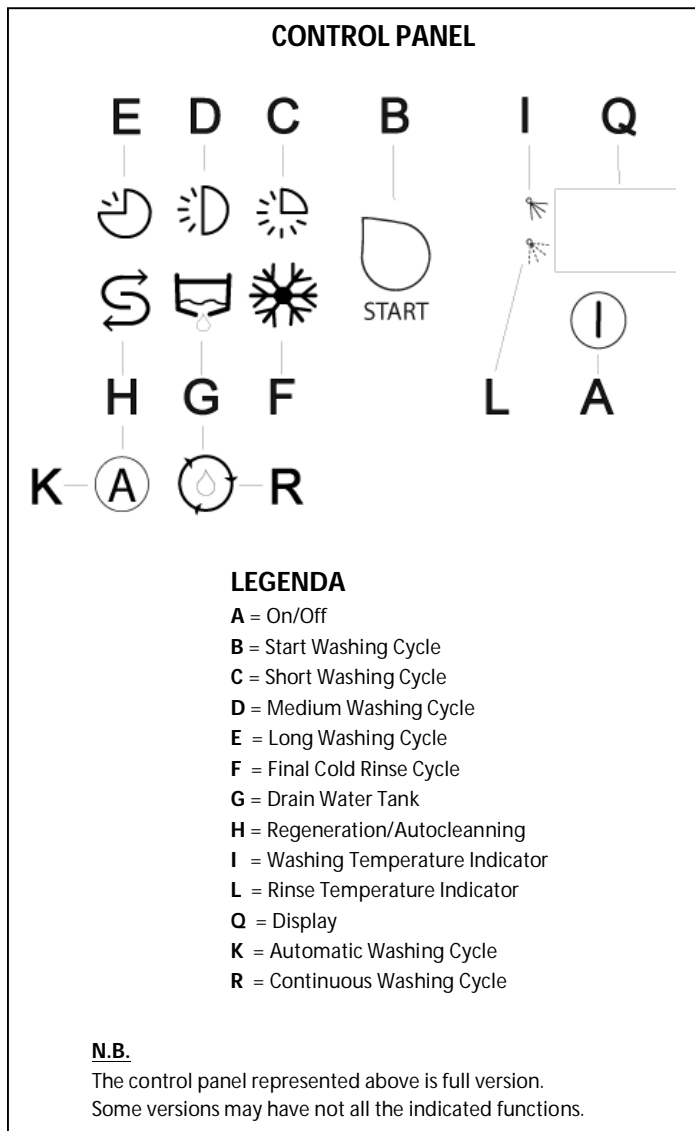 CONTROL PANEL
E D C B I Q
START
H G F L A
K A R
LEGENDA
A = On/Off
B = Start Washing Cycle
C = Short Washing Cycle
D = Medium Washing Cycle
E = Long Washing Cycle
F = Final Cold Rinse Cycle
G = Drain Water Tank
H = Regeneration/Autocleanning
I = Washing Temperature Indicator
L = Rinse Temperature Indicator
Q = Display
K = Automatic Washing Cycle
R = Continuous Washing Cycle
N.B.
The control panel represented above is full version.
Some versions may have not all the indicated functions.